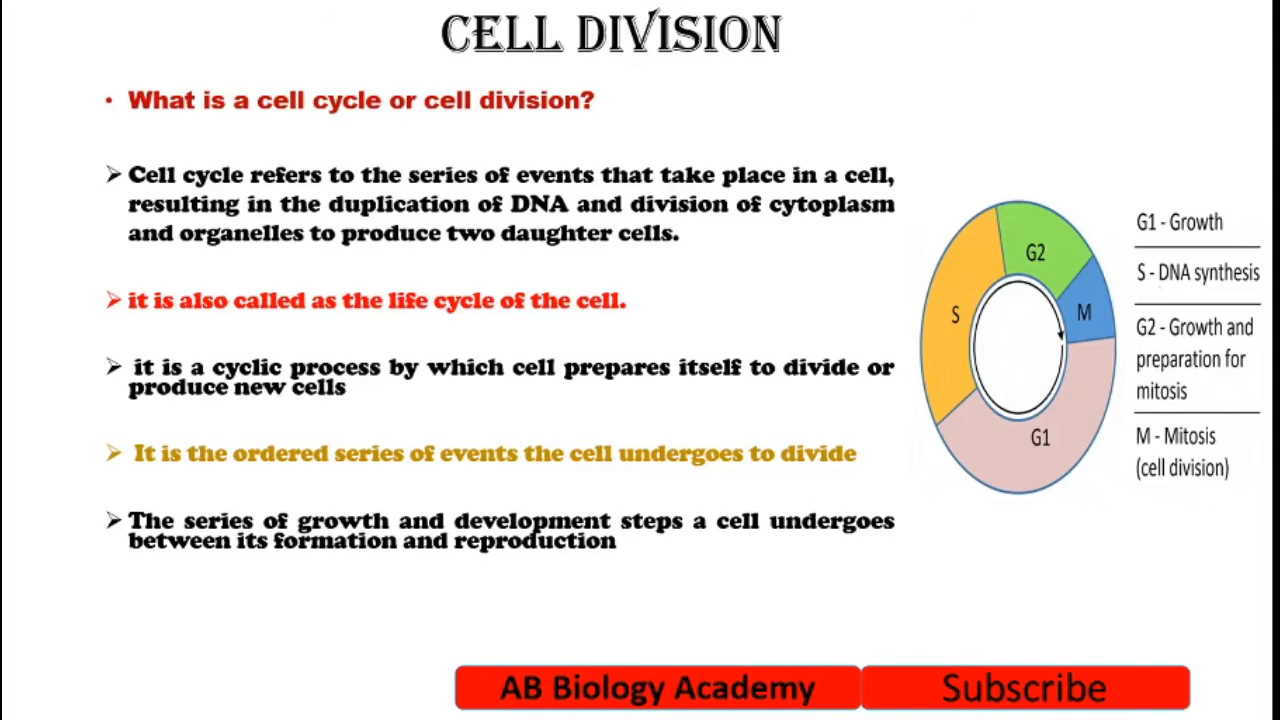 CELL DIVISION
• What is a cell cycle or cell division?
➢ Cell cycle refers to the series of events that take place in a cell,
resulting in the duplication of DNA and division of cytoplasm
and organelles to produce two daughter cells.
➢ it is also called as the life cycle of the cell.
➢ it is a cyclic process by which cell prepares itself to divide or
produce new cells
➢ It is the ordered series of events the cell undergoes to divide
➢ The series of growth and development steps a cell undergoes
between its formation and reproduction
G2
S
M
G1
G1 - Growth
S - DNA synthesis
G2 - Growth and
preparation for
mitosis
M - Mitosis
(cell division)
AB Biology Academy
Subscribe